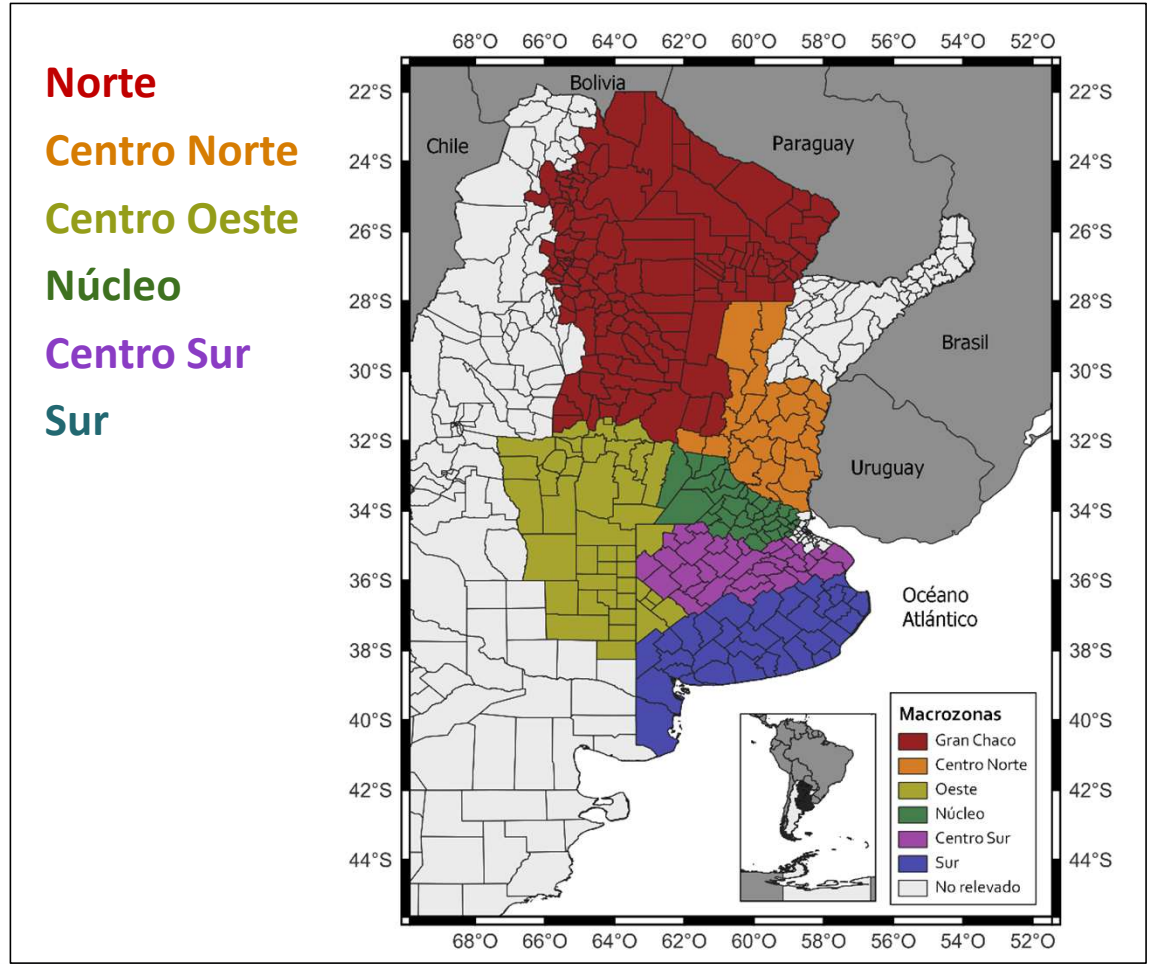 Norte
Centro Norte
Centro Oeste
Núcleo
Centro Sur
Sur
68°O 66°O 64°O 62°O 60°O 58°O 56°O 54°O 52°O
22°S Bolivia 22°S
Chile Paraguay
24°S 24°S
26°S 26°S
28°S 28°S
Brasil
30°S 30°S
32°S 32°S
Uruguay
34°S 34°S
36°S 36°S
Océano
Atlántico
38°S 38°S
40°S 40°S
42°S 42°S
44°S 44°S
Macrozonas
Gran Chaco
Centro Norte
Oeste
Núcleo
Centro Sur
Sur
No relevado
68°O 66°O 64°O 62°O 60°O 58°O 56°O 54°O 52°O